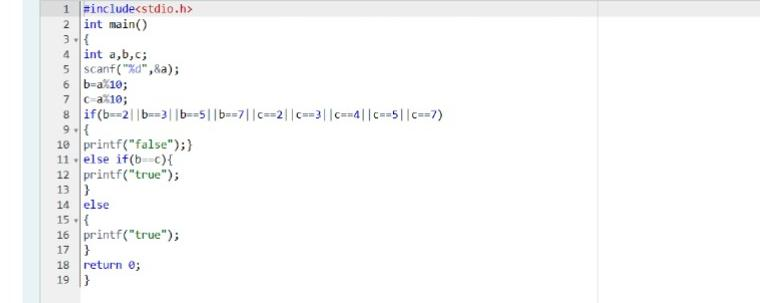 1 #include<stdio.h>
2 int main()
3 {
4 int a,b,c;
5 scanf("%d",&a);
6 b=a%10;
7 c=a%10;
8 if(b==2||b==3||b==5||b==7||c==2||c==3||c==4||c==5||c==7)
9 {
10 printf("false");}
11 else if(b==c){
12 printf("true");
13 }
14 else
15 {
16 printf("true");
17 }
18 return 0;
19 }